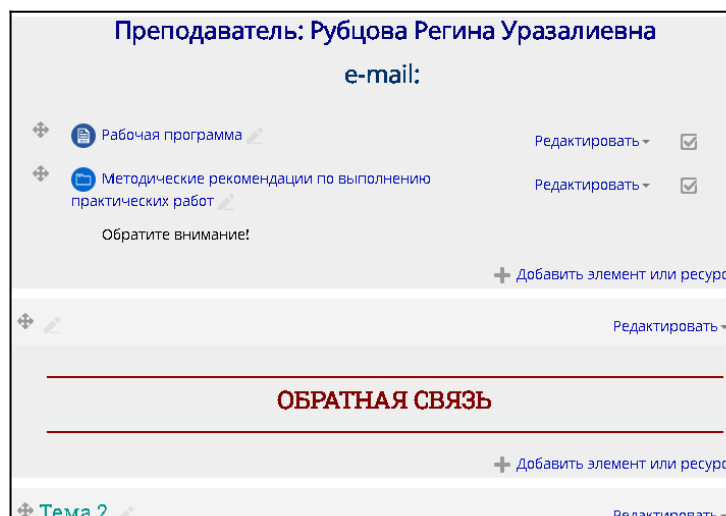 Преподаватель: Рубцова Регина Уразалиевна
e-mail:
Рабочая программа Редактировать
Методические рекомендации по выполнению Редактировать
практических работ
Обратите внимание!
Добавить элемент или ресурс
Редактировать
ОБРАТНАЯ СВЯЗЬ
Добавить элемент или ресурс
Тема 2 Редактировать